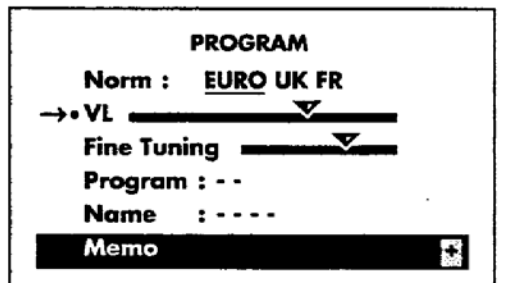 PROGRAM
Norm : EURO UK FR
→• VL
Fine Tuning
Program : - -
Name : - - - -
Memo +